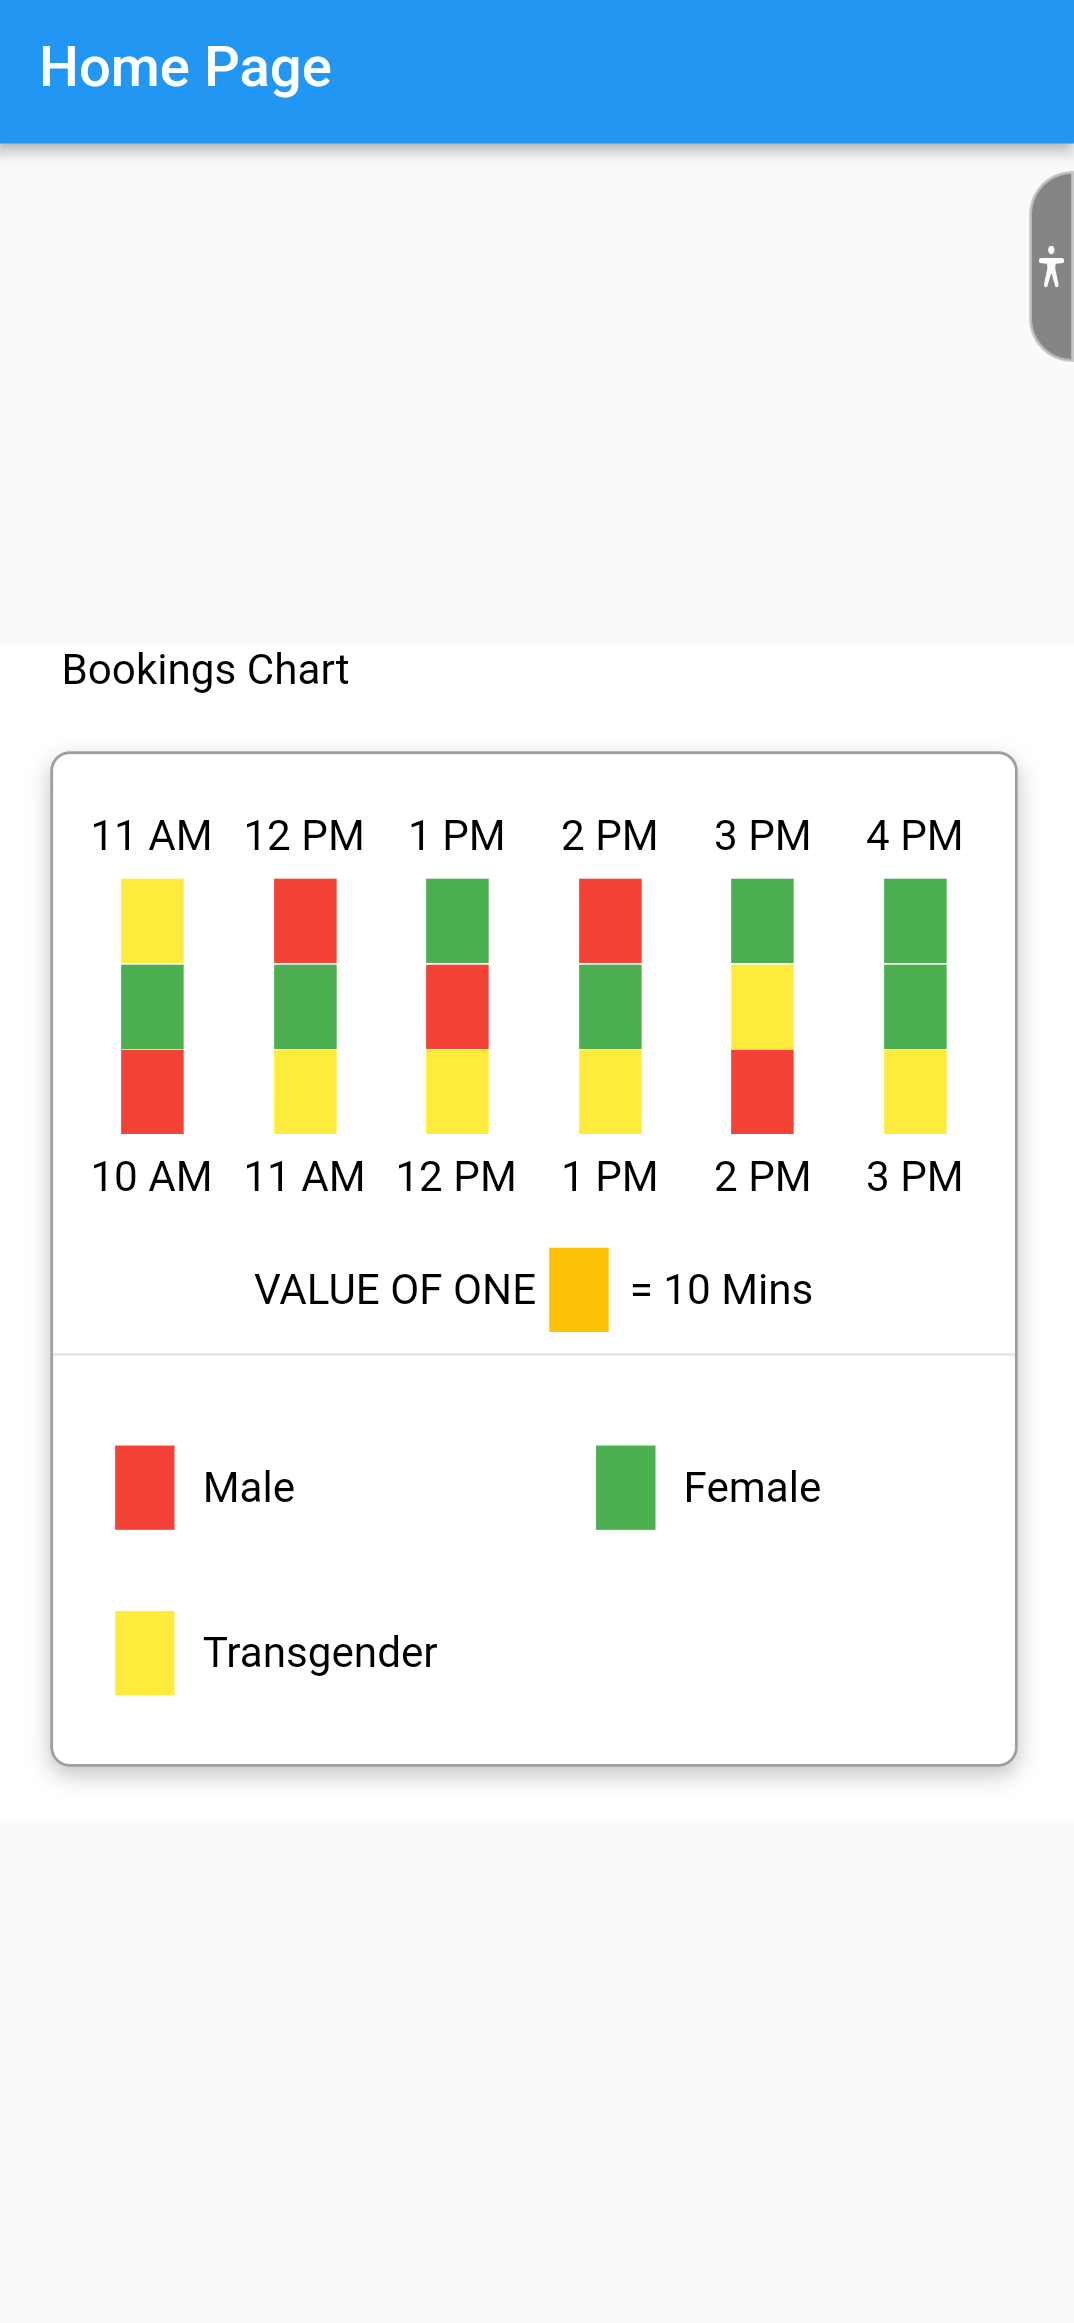 Home Page
Bookings Chart
11 AM 12 PM 1 PM 2 PM 3 PM 4 PM
10 AM 11 AM 12 PM 1 PM 2 PM 3 PM
VALUE OF ONE = 10 Mins
Male Female
Transgender